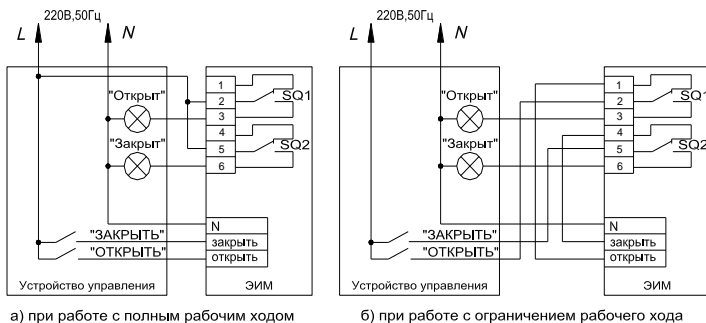 220В,50Гц
L
N
"Открыт"
"Закрыт"
1
2
3
4
5
6
SQ1
SQ2
N
"ЗАКРЫТЬ"
закрыть
"ОТКРЫТЬ"
открыть
Устройство управления
ЭИМ
а) при работе с полным рабочим ходом
220В,50Гц
L
N
"Открыт"
"Закрыт"
1
2
3
4
5
6
SQ1
SQ2
N
"ЗАКРЫТЬ"
закрыть
"ОТКРЫТЬ"
открыть
Устройство управления
ЭИМ
б) при работе с ограничением рабочего хода